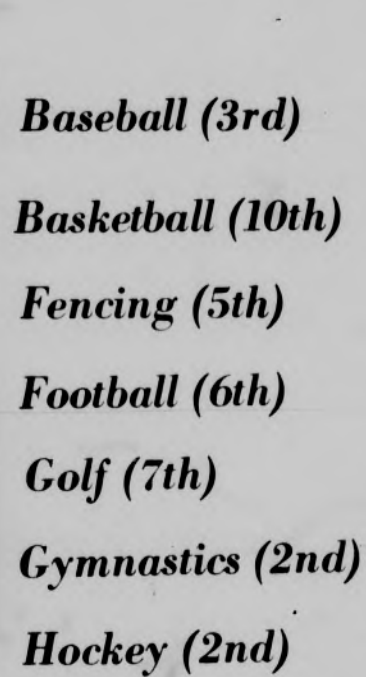 Baseball (3rd)
Basketball (10th)
Fencing (5th)
Football (6th)
Golf (7th)
Gymnastics (2nd)
Hockey (2nd)